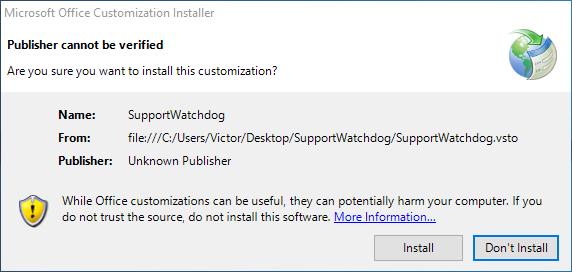 Microsoft Office Customization Installer
Publisher cannot be verified
Are you sure you want to install this customization?
Name: SupportWatchdog
From: file:///C:/Users/Victor/Desktop/SupportWatchdog/SupportWatchdog.vsto
Publisher: Unknown Publisher
While Office customizations can be useful, they can potentially harm your computer. If you
do not trust the source, do not install this software. More Information...
Install Don't Install